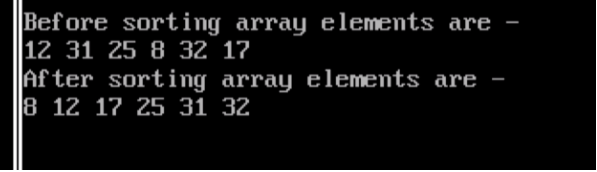 Before sorting array elements are -
12 31 25 8 32 17
After sorting array elements are -
8 12 17 25 31 32